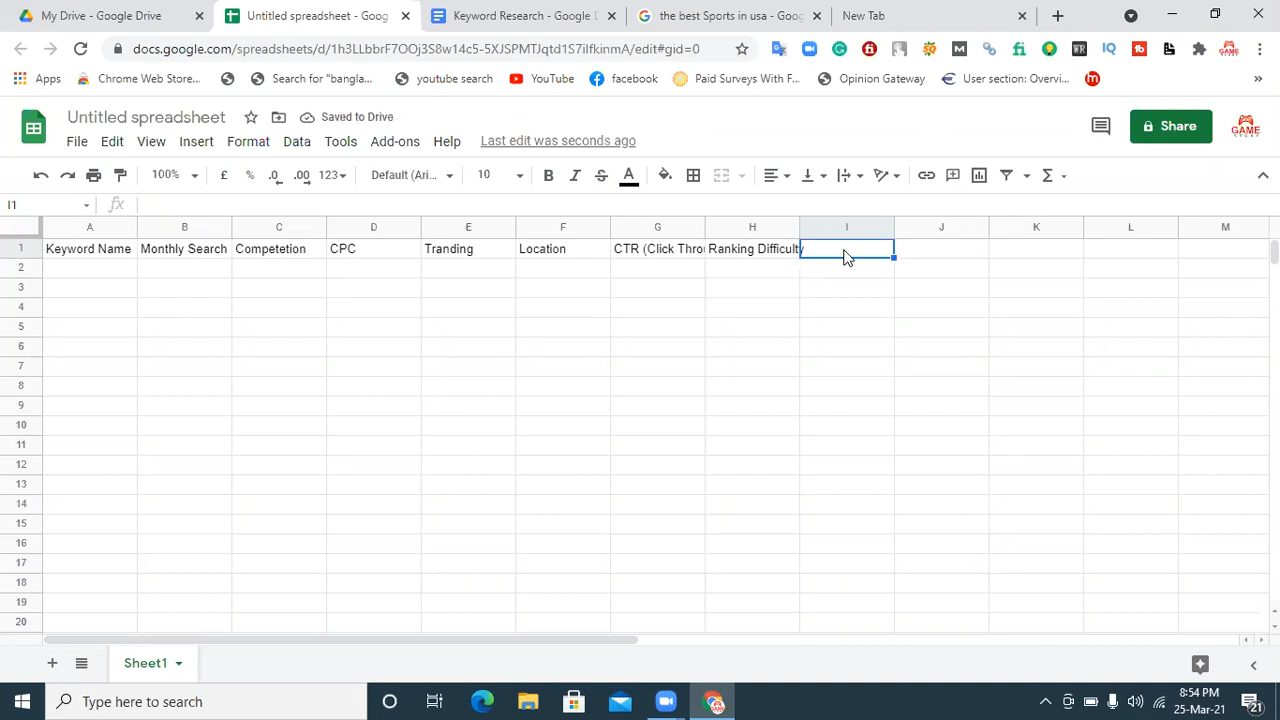 My Drive - Google Drive
Untitled spreadsheet - Goog
Keyword Research - Google D
the best Sports in usa - Goog
New Tab
docs.google.com/spreadsheets/d/1h3LLbbrF7OOj3S8w14c5-5XJSPMTJqtd1S7iIfkinmA/edit#gid=0
Apps
Chrome Web Store...
Search for "bangla...
youtube search
YouTube
facebook
Paid Surveys With F...
Opinion Gateway
User section: Overvi...
Untitled spreadsheet
Saved to Drive
File Edit View Insert Format Data Tools Add-ons Help Last edit was seconds ago
Share
100% £ % .0 .00 123 Default (Ari... 10 B I S A
I1 fx
A B C D E F G H I J K L M
1 Keyword Name Monthly Search Competetion CPC Tranding Location CTR (Click Thro Ranking Difficulty
2
3
4
5
6
7
8
9
10
11
12
13
14
15
16
17
18
19
20
Sheet1
Type here to search
8:54 PM
25-Mar-21
21